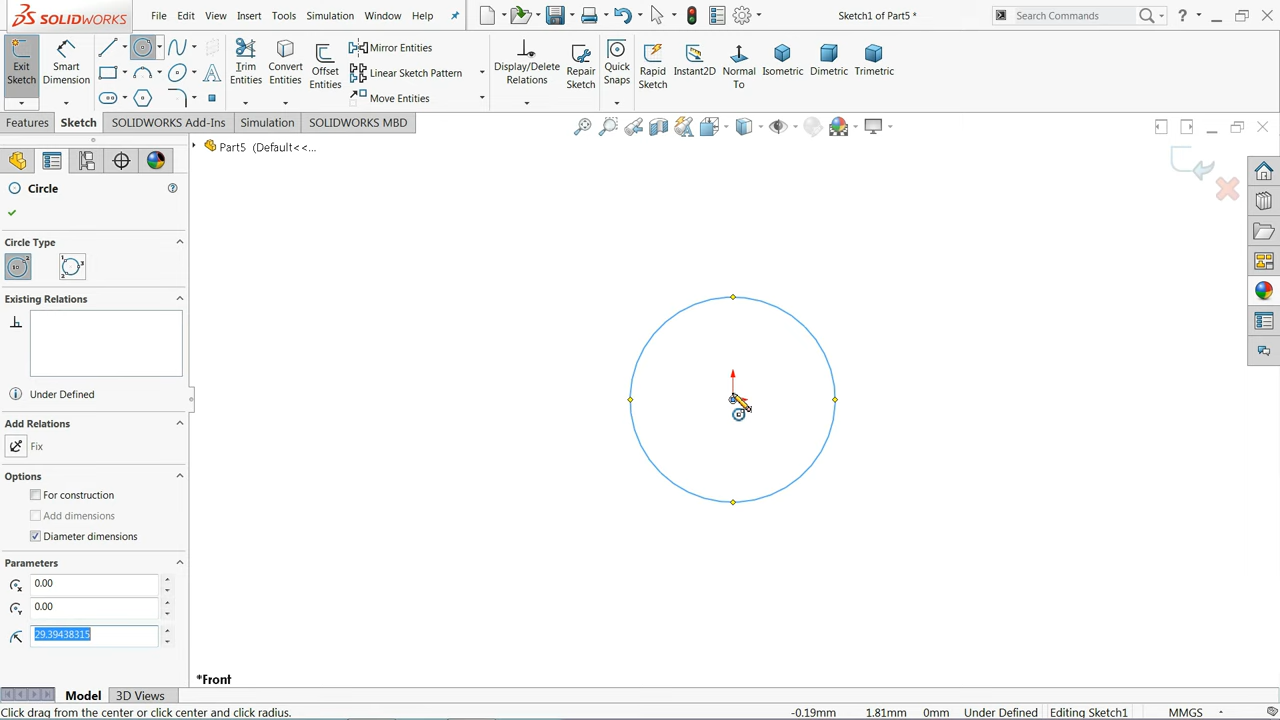 3S SOLIDWORKS
File Edit View Insert Tools Simulation Window Help
Sketch1 of Part5 *
Search Commands
?
Exit Sketch
Smart Dimension
Trim Entities
Convert Entities
Offset Entities
Mirror Entities
Linear Sketch Pattern
Move Entities
Display/Delete Relations
Repair Sketch
Quick Snaps
Rapid Sketch
Instant2D
Normal To
Isometric
Dimetric
Trimetric
Features Sketch SOLIDWORKS Add-Ins Simulation SOLIDWORKS MBD
Part5 (Default<<...
Circle
Circle Type
Existing Relations
Under Defined
Add Relations
Fix
Options
For construction
Add dimensions
Diameter dimensions
Parameters
0.00
0.00
29.39438315
*Front
Model 3D Views
Click drag from the center or click center and click radius.
-0.19mm 1.81mm 0mm Under Defined Editing Sketch1 MMGS